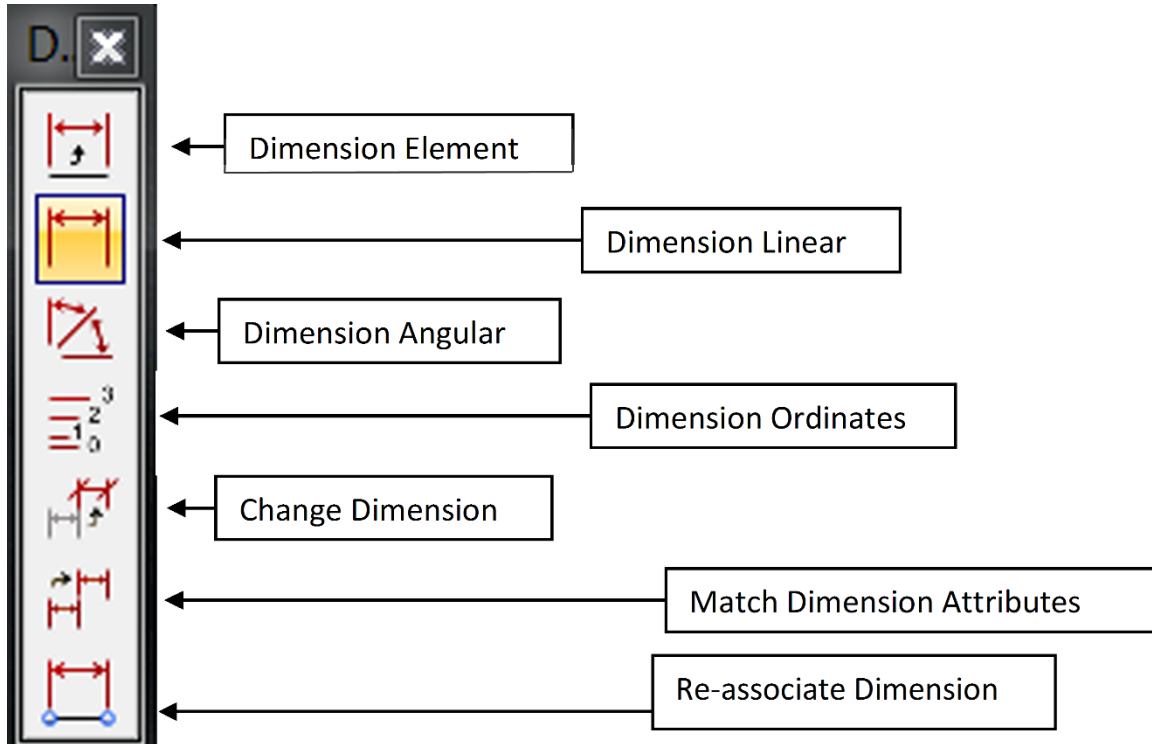 D..
Dimension Element
Dimension Linear
Dimension Angular
3
2
1
0
Dimension Ordinates
Change Dimension
Match Dimension Attributes
Re-associate Dimension